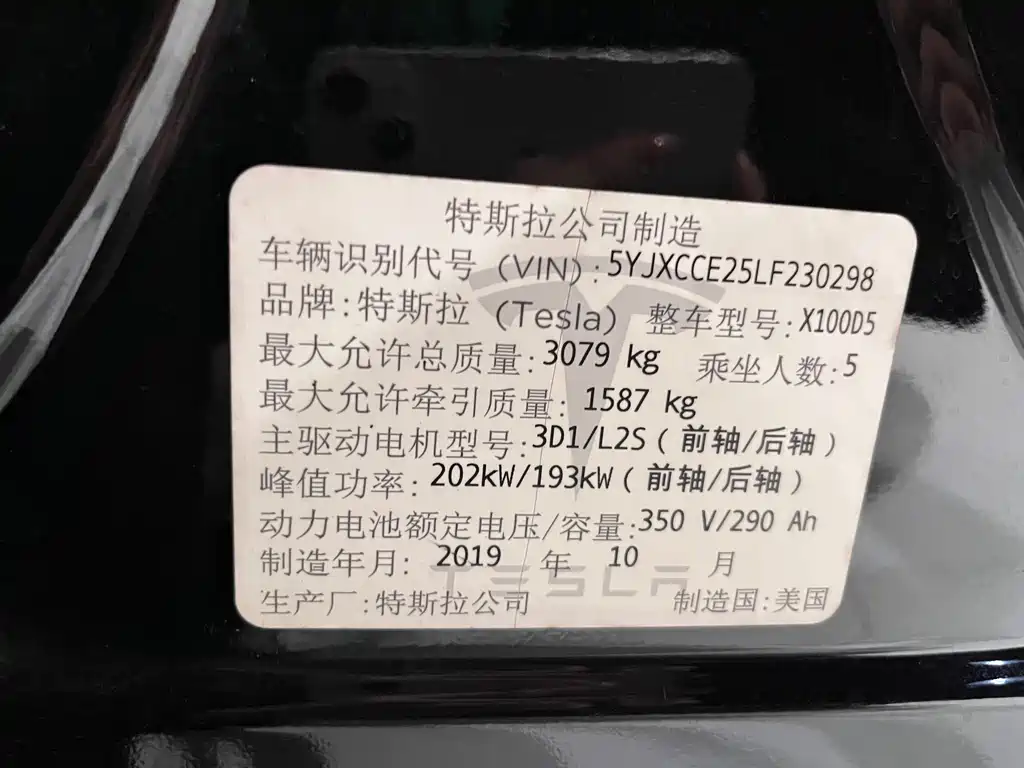 特斯拉公司制造
车辆识别代号 (VIN): 5YJXCCE25LF230298
品牌: 特斯拉 (Tesla) 整车型号: X100D5
最大允许总质量: 3079 kg 乘坐人数: 5
最大允许牵引质量: 1587 kg
主驱动电机型号: 3D1/L2S ( 前轴/后轴 )
峰值功率: 202kW/193kW ( 前轴/后轴 )
动力电池额定电压/容量: 350 V/290 Ah
制造年月: 2019 年 10 月
TESLA
生产厂: 特斯拉公司 制造国: 美国